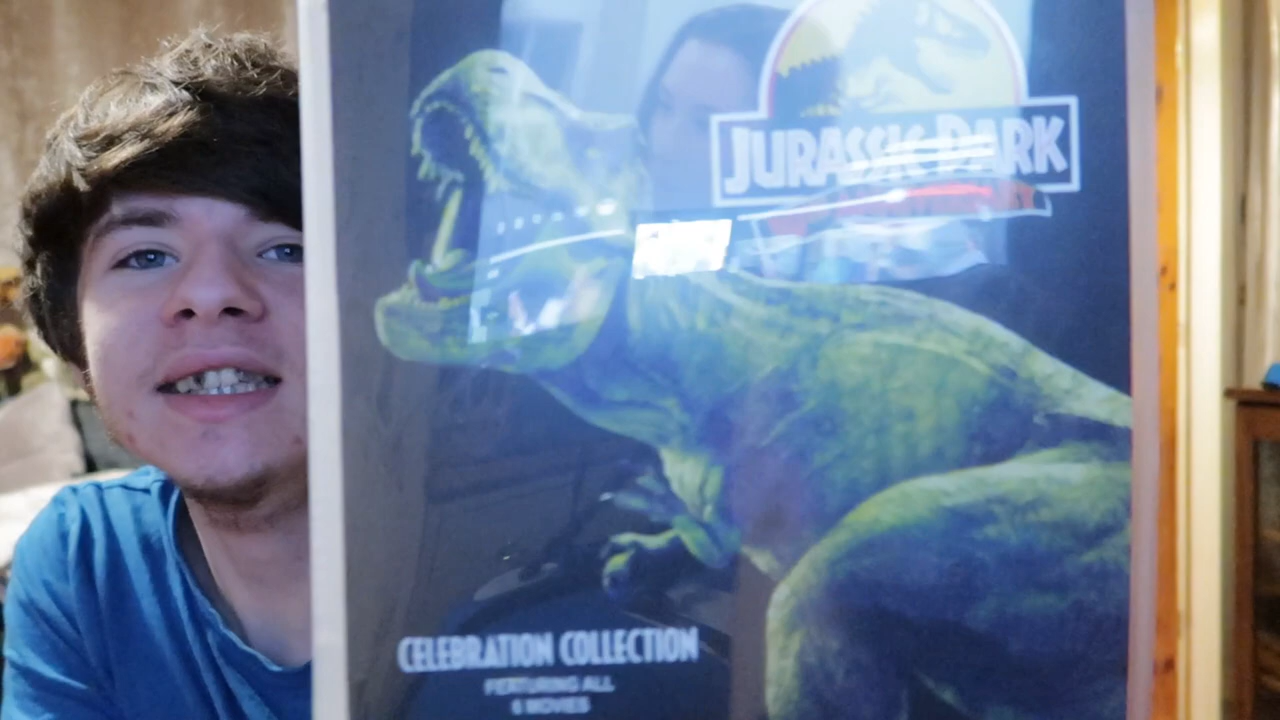 JURASSIC PARK
CELEBRATION COLLECTION
FEATURING ALL
6 MOVIES